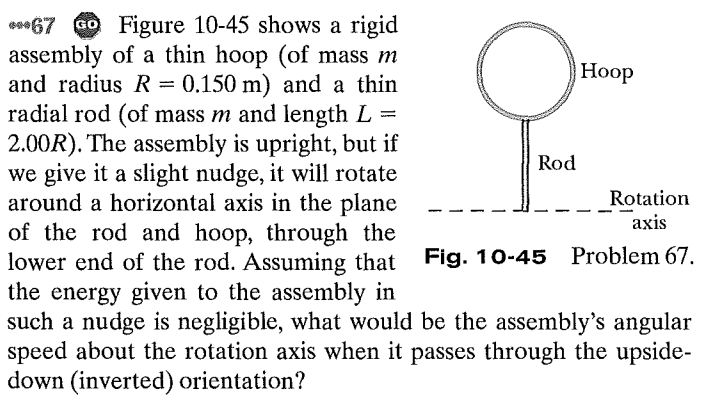 •••67 GO Figure 10-45 shows a rigid
assembly of a thin hoop (of mass m
and radius R = 0.150 m) and a thin
radial rod (of mass m and length L =
2.00R). The assembly is upright, but if
we give it a slight nudge, it will rotate
around a horizontal axis in the plane
of the rod and hoop, through the
lower end of the rod. Assuming that
the energy given to the assembly in
such a nudge is negligible, what would be the assembly's angular
speed about the rotation axis when it passes through the upside-
down (inverted) orientation?
Hoop
Rod
Rotation
axis
Fig. 10-45 Problem 67.